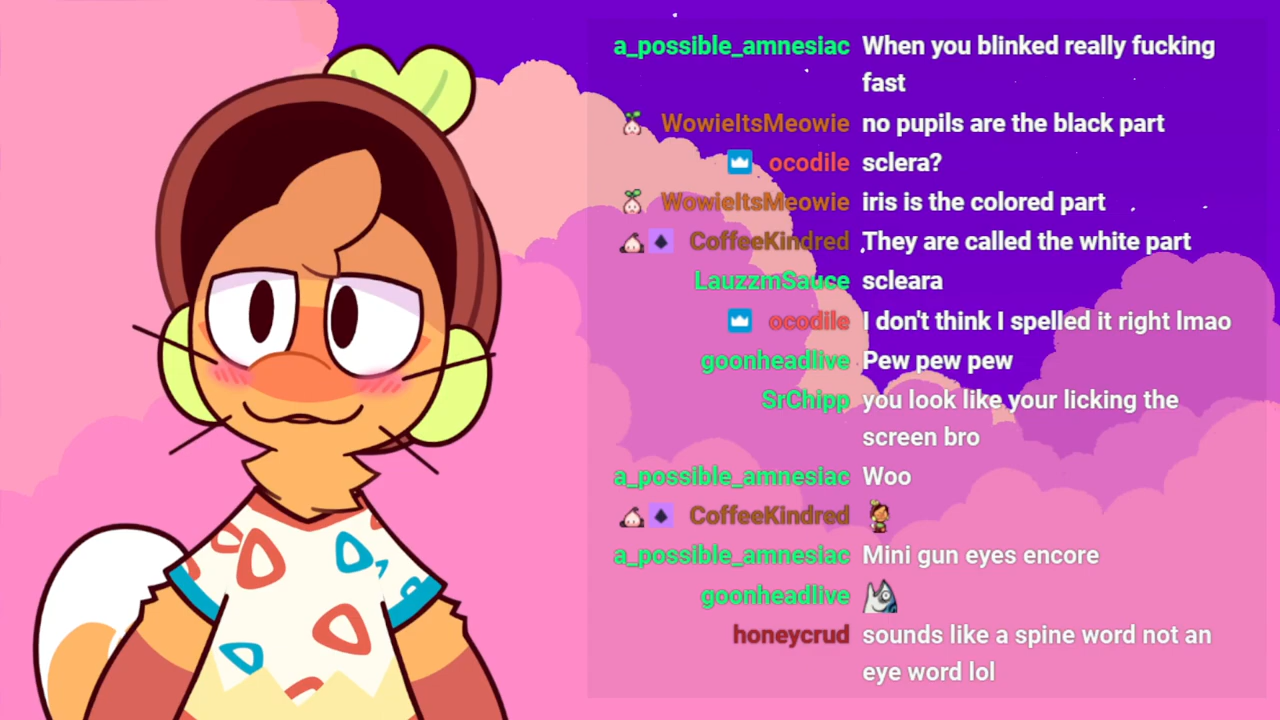 a_possible_amnesiac When you blinked really fucking
fast
WowieItsMeowie no pupils are the black part
ocodile sclera?
WowieItsMeowie iris is the colored part
CoffeeKindred They are called the white part
LauzzmSauce scleara
ocodile I don't think I spelled it right lmao
goonheadlive Pew pew pew
SrChipp you look like your licking the
screen bro
a_possible_amnesiac Woo
CoffeeKindred
a_possible_amnesiac Mini gun eyes encore
goonheadlive
honeycrud sounds like a spine word not an
eye word lol